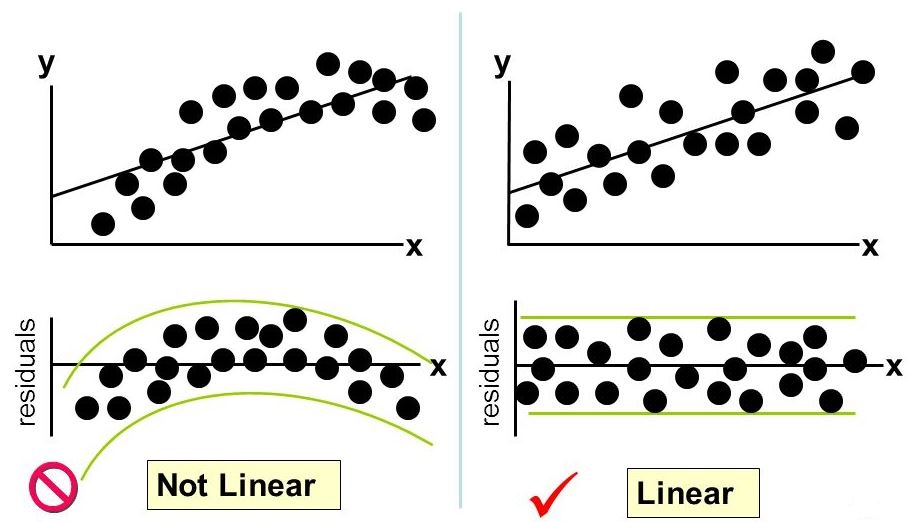 y
x
residuals
x
Not Linear
y
x
residuals
x
Linear